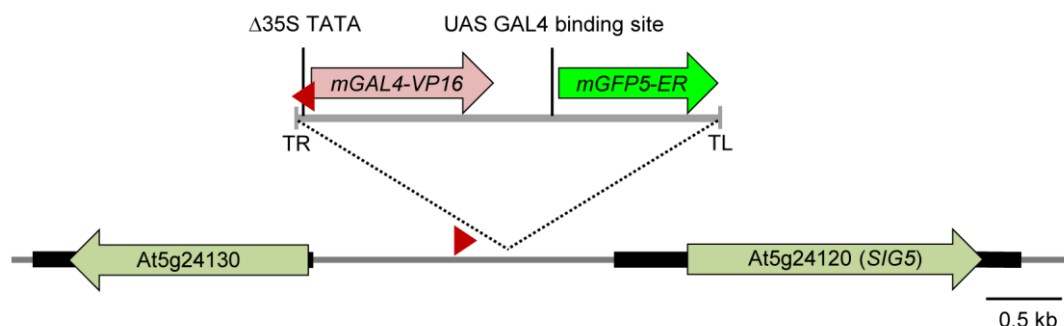 Δ35S TATA
UAS GAL4 binding site
mGAL4-VP16
mGFP5-ER
TR
TL
At5g24130
At5g24120 (SIG5)
0.5 kb